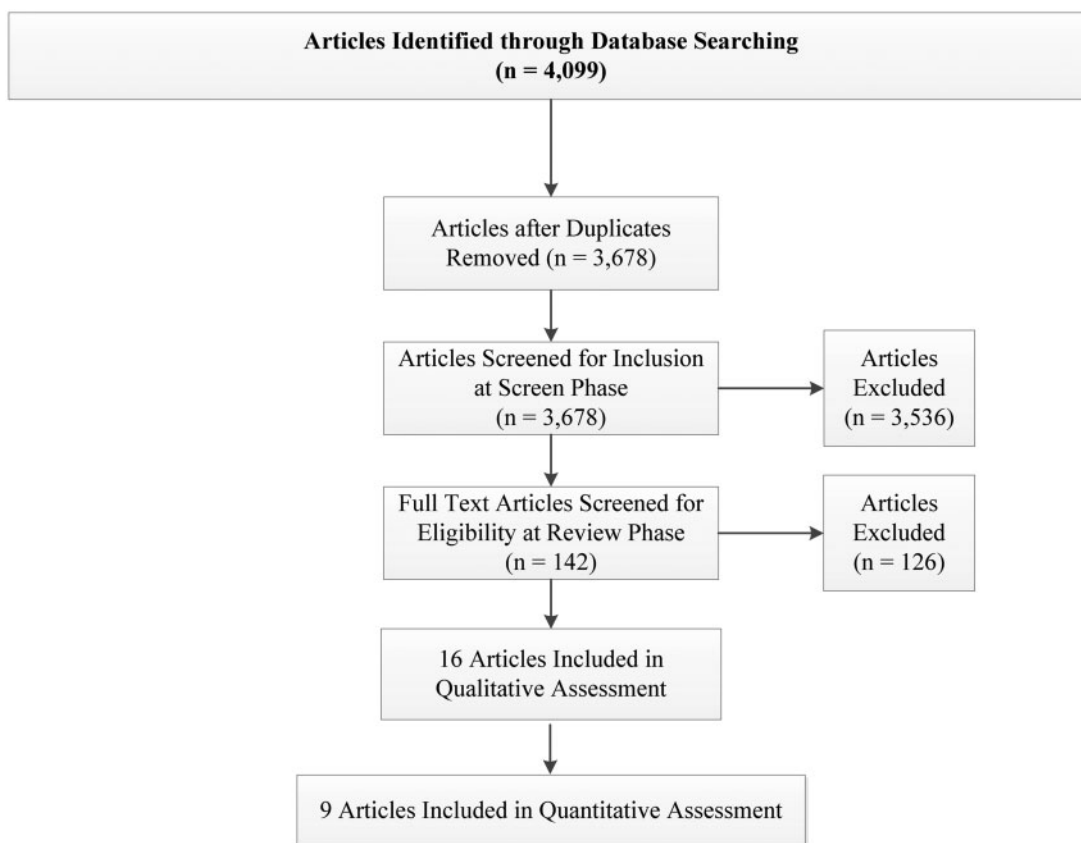 Articles Identified through Database Searching
(n = 4,099)
Articles after Duplicates
Removed (n = 3,678)
Articles Screened for Inclusion
at Screen Phase
(n = 3,678)
Articles
Excluded
(n = 3,536)
Full Text Articles Screened for
Eligibility at Review Phase
(n = 142)
Articles
Excluded
(n = 126)
16 Articles Included in
Qualitative Assessment
9 Articles Included in Quantitative Assessment